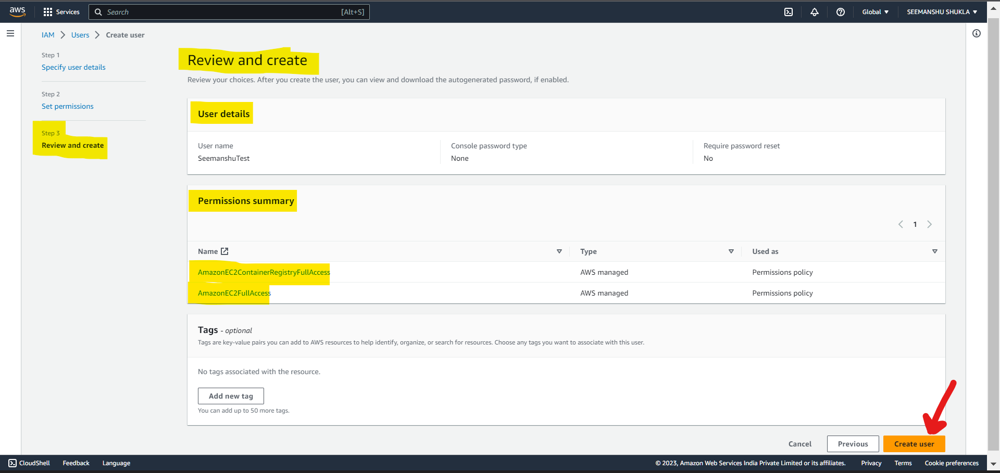 aws
Services
Search
[Alt+S]
Global
SEEMANSHU SHUKLA
IAM
Users
Create user
Step 1
Specify user details
Step 2
Set permissions
Step 3
Review and create
Review and create
Review your choices. After you create the user, you can view and download the autogenerated password, if enabled.
User details
User name
SeemanshuTest
Console password type
None
Require password reset
No
Permissions summary
1
Name
Type
Used as
AmazonEC2ContainerRegistryFullAccess
AWS managed
Permissions policy
AmazonEC2FullAccess
AWS managed
Permissions policy
Tags - optional
Tags are key-value pairs you can add to AWS resources to help identify, organize, or search for resources. Choose any tags you want to associate with this user.
No tags associated with the resource.
Add new tag
You can add up to 50 more tags.
Cancel
Previous
Create user
CloudShell
Feedback
Language
© 2023, Amazon Web Services India Private Limited or its affiliates.
Privacy
Terms
Cookie preferences